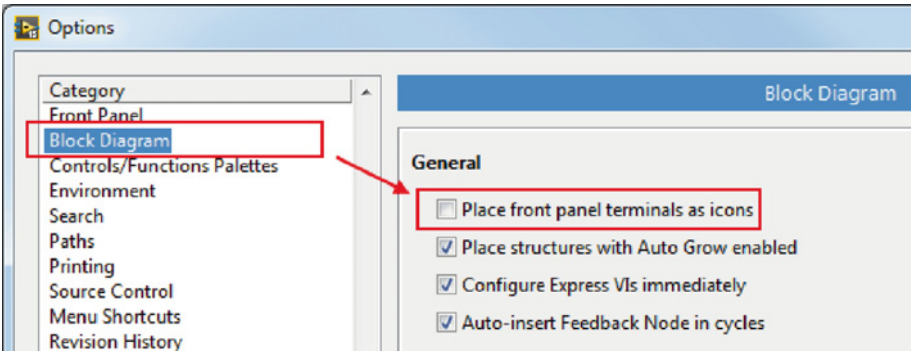 Options
Category
Front Panel
Block Diagram
Controls/Functions Palettes
Environment
Search
Paths
Printing
Source Control
Menu Shortcuts
Revision History
Block Diagram
General
Place front panel terminals as icons
Place structures with Auto Grow enabled
Configure Express VIs immediately
Auto-insert Feedback Node in cycles